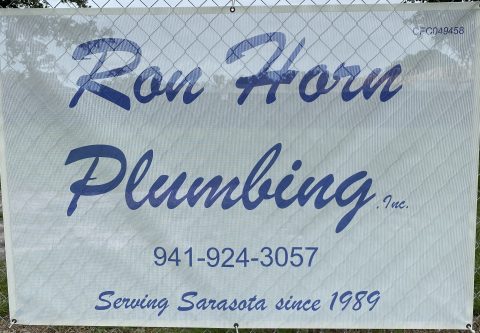 CFC049458
Ron Horn
Plumbing, Inc.
941-924-3057
Serving Sarasota since 1989